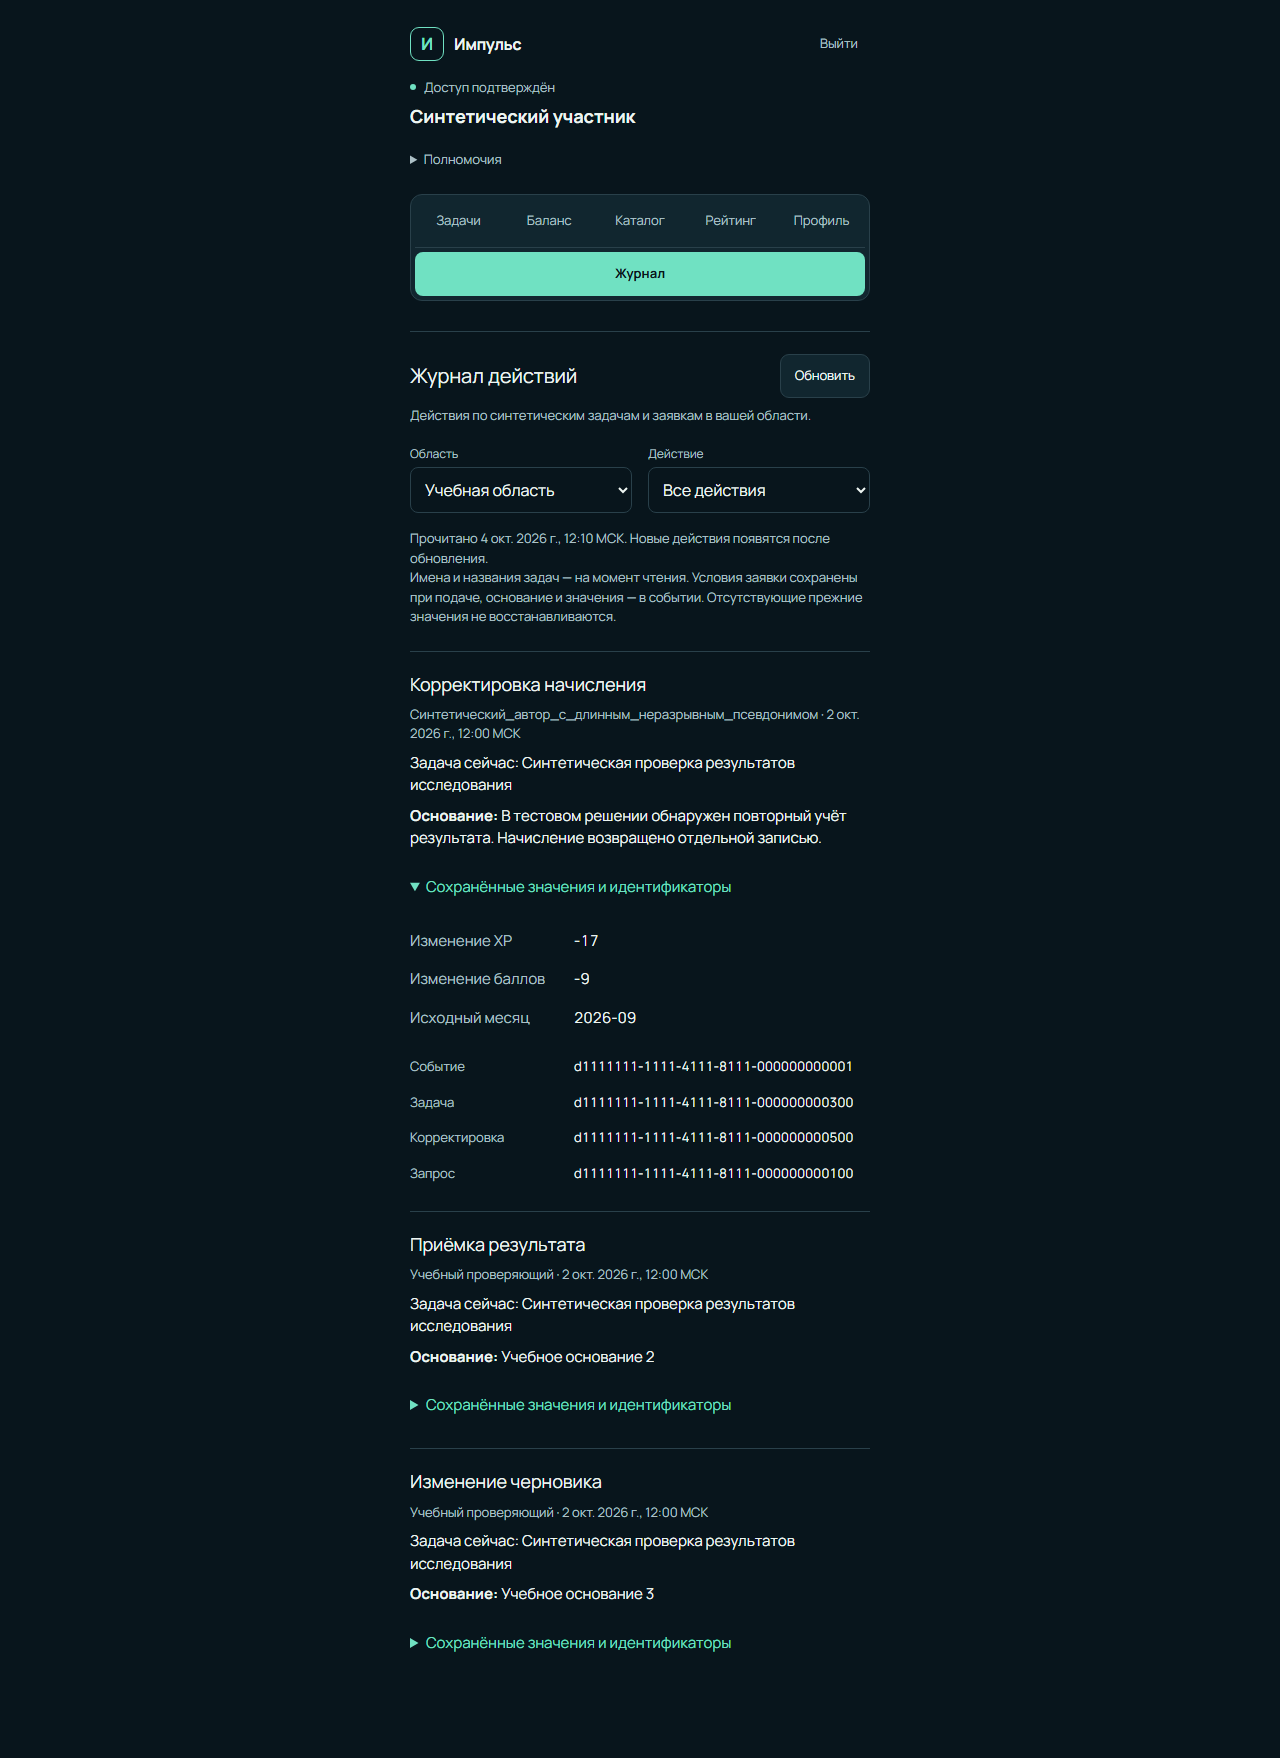 И Импульс
Выйти
Доступ подтверждён
Синтетический участник
Полномочия
Задачи Баланс Каталог Рейтинг Профиль
Журнал
Журнал действий
Обновить
Действия по синтетическим задачам и заявкам в вашей области.
Область Действие
Учебная область Все действия
Прочитано 4 окт. 2026 г., 12:10 МСК. Новые действия появятся после
обновления.
Имена и названия задач — на момент чтения. Условия заявки сохранены
при подаче, основание и значения — в событии. Отсутствующие прежние
значения не восстанавливаются.
Корректировка начисления
Синтетический_автор_с_длинным_неразрывным_псевдонимом · 2 окт.
2026 г., 12:00 МСК
Задача сейчас: Синтетическая проверка результатов
исследования
Основание: В тестовом решении обнаружен повторный учёт
результата. Начисление возвращено отдельной записью.
Сохранённые значения и идентификаторы
Изменение XP -17
Изменение баллов -9
Исходный месяц 2026-09
Событие d1111111-1111-4111-8111-000000000001
Задача d1111111-1111-4111-8111-000000000300
Корректировка d1111111-1111-4111-8111-000000000500
Запрос d1111111-1111-4111-8111-000000000100
Приёмка результата
Учебный проверяющий · 2 окт. 2026 г., 12:00 МСК
Задача сейчас: Синтетическая проверка результатов
исследования
Основание: Учебное основание 2
Сохранённые значения и идентификаторы
Изменение черновика
Учебный проверяющий · 2 окт. 2026 г., 12:00 МСК
Задача сейчас: Синтетическая проверка результатов
исследования
Основание: Учебное основание 3
Сохранённые значения и идентификаторы